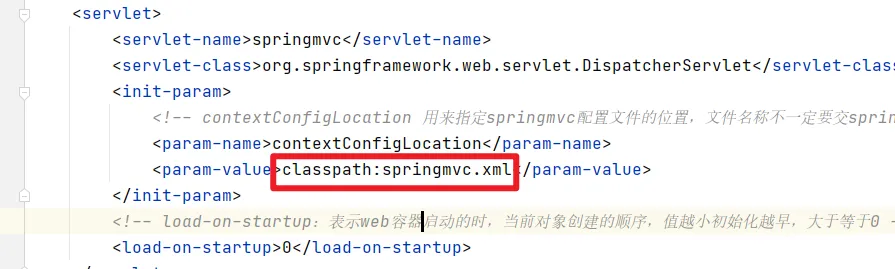 <servlet>
<servlet-name>springmvc</servlet-name>
<servlet-class>org.springframework.web.servlet.DispatcherServlet</servlet-class
<init-param>
<!-- contextConfigLocation 用来指定springmvc配置文件的位置，文件名称不一定要交sprin
<param-name>contextConfigLocation</param-name>
<param-value>classpath:springmvc.xml</param-value>
</init-param>
<!-- load-on-startup：表示web容器启动的时，当前对象创建的顺序，值越小初始化越早，大于等于0 -
<load-on-startup>0</load-on-startup>